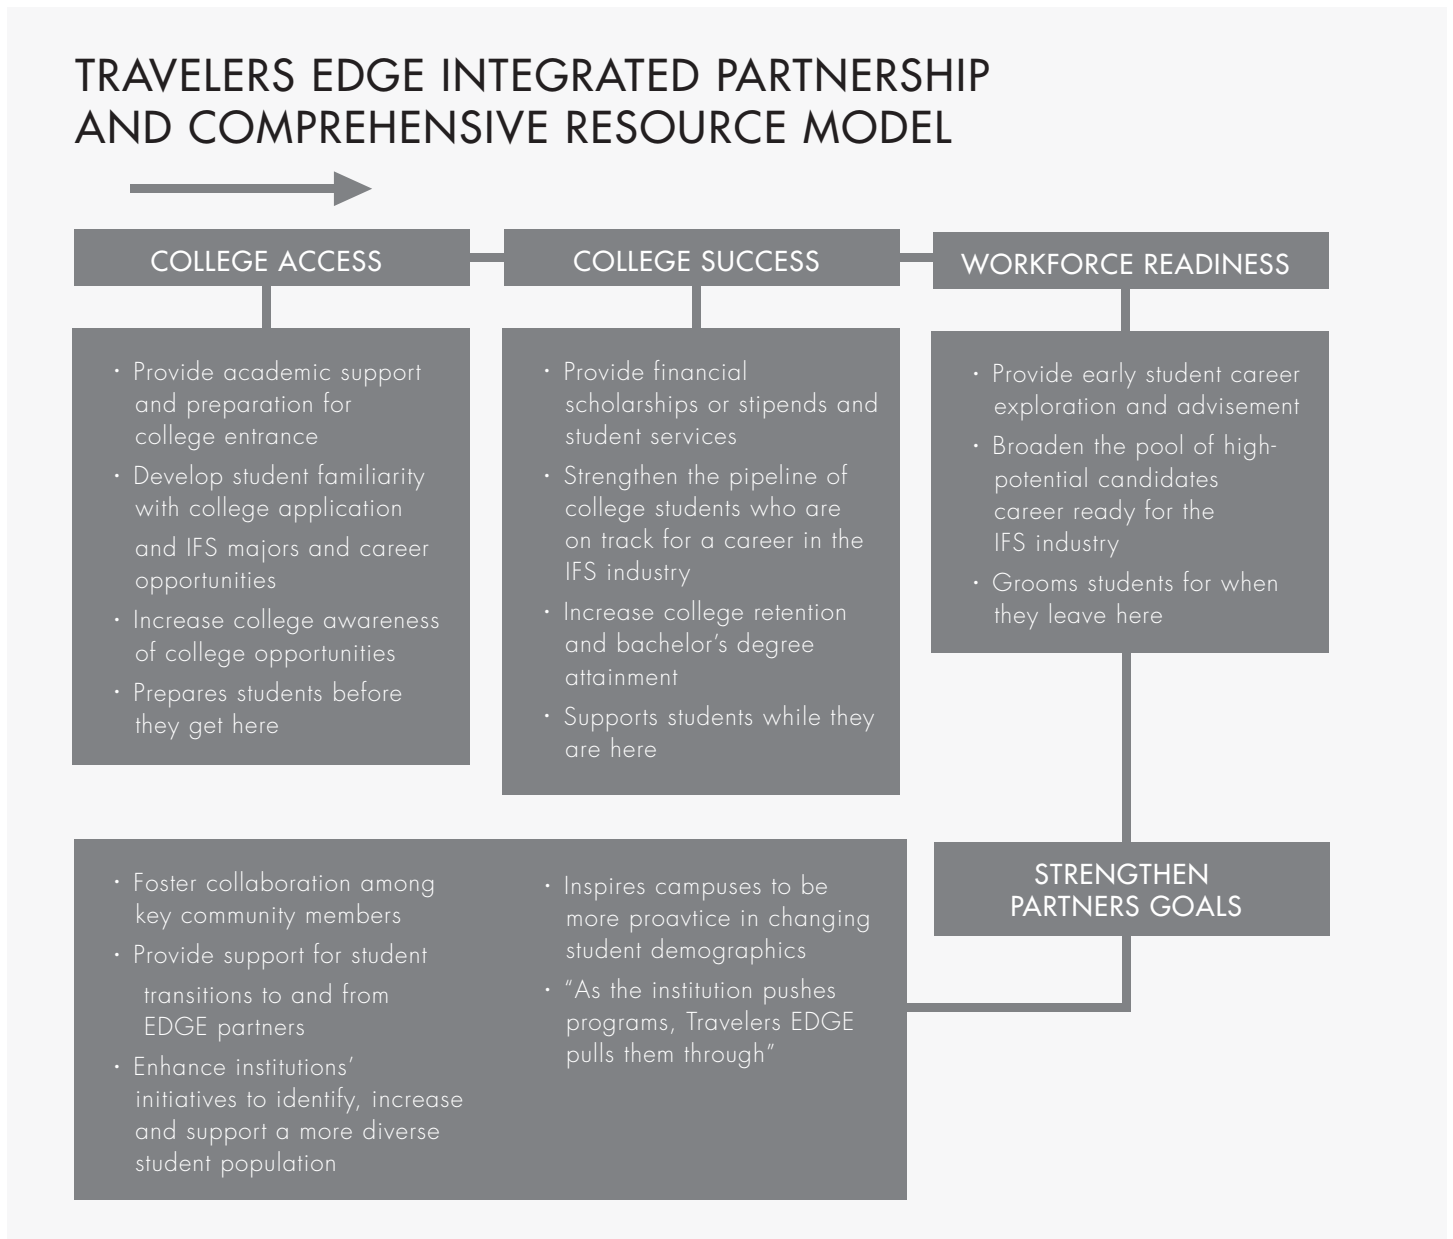 TRAVELERS EDGE INTEGRATED PARTNERSHIP
AND COMPREHENSIVE RESOURCE MODEL
COLLEGE ACCESS
· Provide academic support
and preparation for
college entrance
· Develop student familiarity
with college application
and IFS majors and career
opportunities
· Increase college awareness
of college opportunities
· Prepares students before
they get here
COLLEGE SUCCESS
· Provide financial
scholarships or stipends and
student services
· Strengthen the pipeline of
college students who are
on track for a career in the
IFS industry
· Increase college retention
and bachelor’s degree
attainment
· Supports students while they
are here
WORKFORCE READINESS
· Provide early student career
exploration and advisement
· Broaden the pool of high-
potential candidates
career ready for the
IFS industry
· Grooms students for when
they leave here
STRENGTHEN
PARTNERS GOALS
· Foster collaboration among
key community members
· Provide support for student
transitions to and from
EDGE partners
· Enhance institutions’
initiatives to identify, increase
and support a more diverse
student population
· Inspires campuses to be
more proavtice in changing
student demographics
· “As the institution pushes
programs, Travelers EDGE
pulls them through”